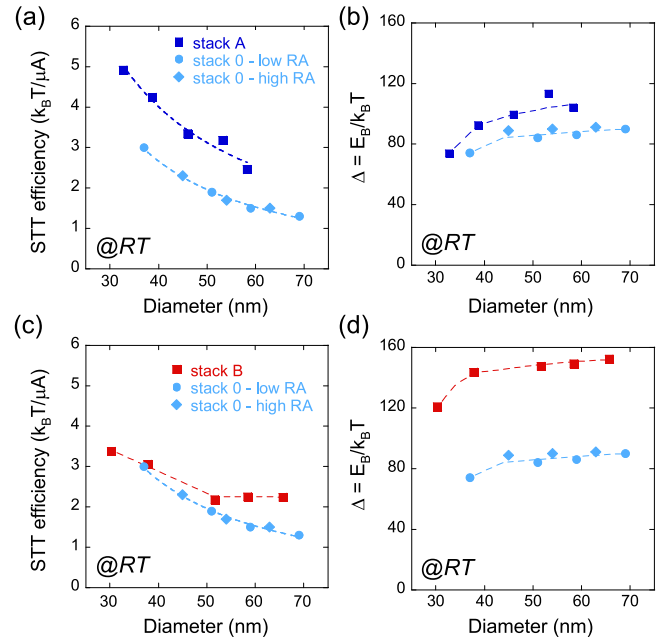 (a)
6
5
4
3
2
1
0
STT efficiency (kBT/μA)
stack A
stack 0 - low RA
stack 0 - high RA
@RT
30 40 50 60 70
Diameter (nm)
(b)
160
120
80
40
0
Δ = EB/kBT
@RT
30 40 50 60 70
Diameter (nm)
(c)
6
5
4
3
2
1
0
STT efficiency (kBT/μA)
stack B
stack 0 - low RA
stack 0 - high RA
@RT
30 40 50 60 70
Diameter (nm)
(d)
160
120
80
40
0
Δ = EB/kBT
@RT
30 40 50 60 70
Diameter (nm)